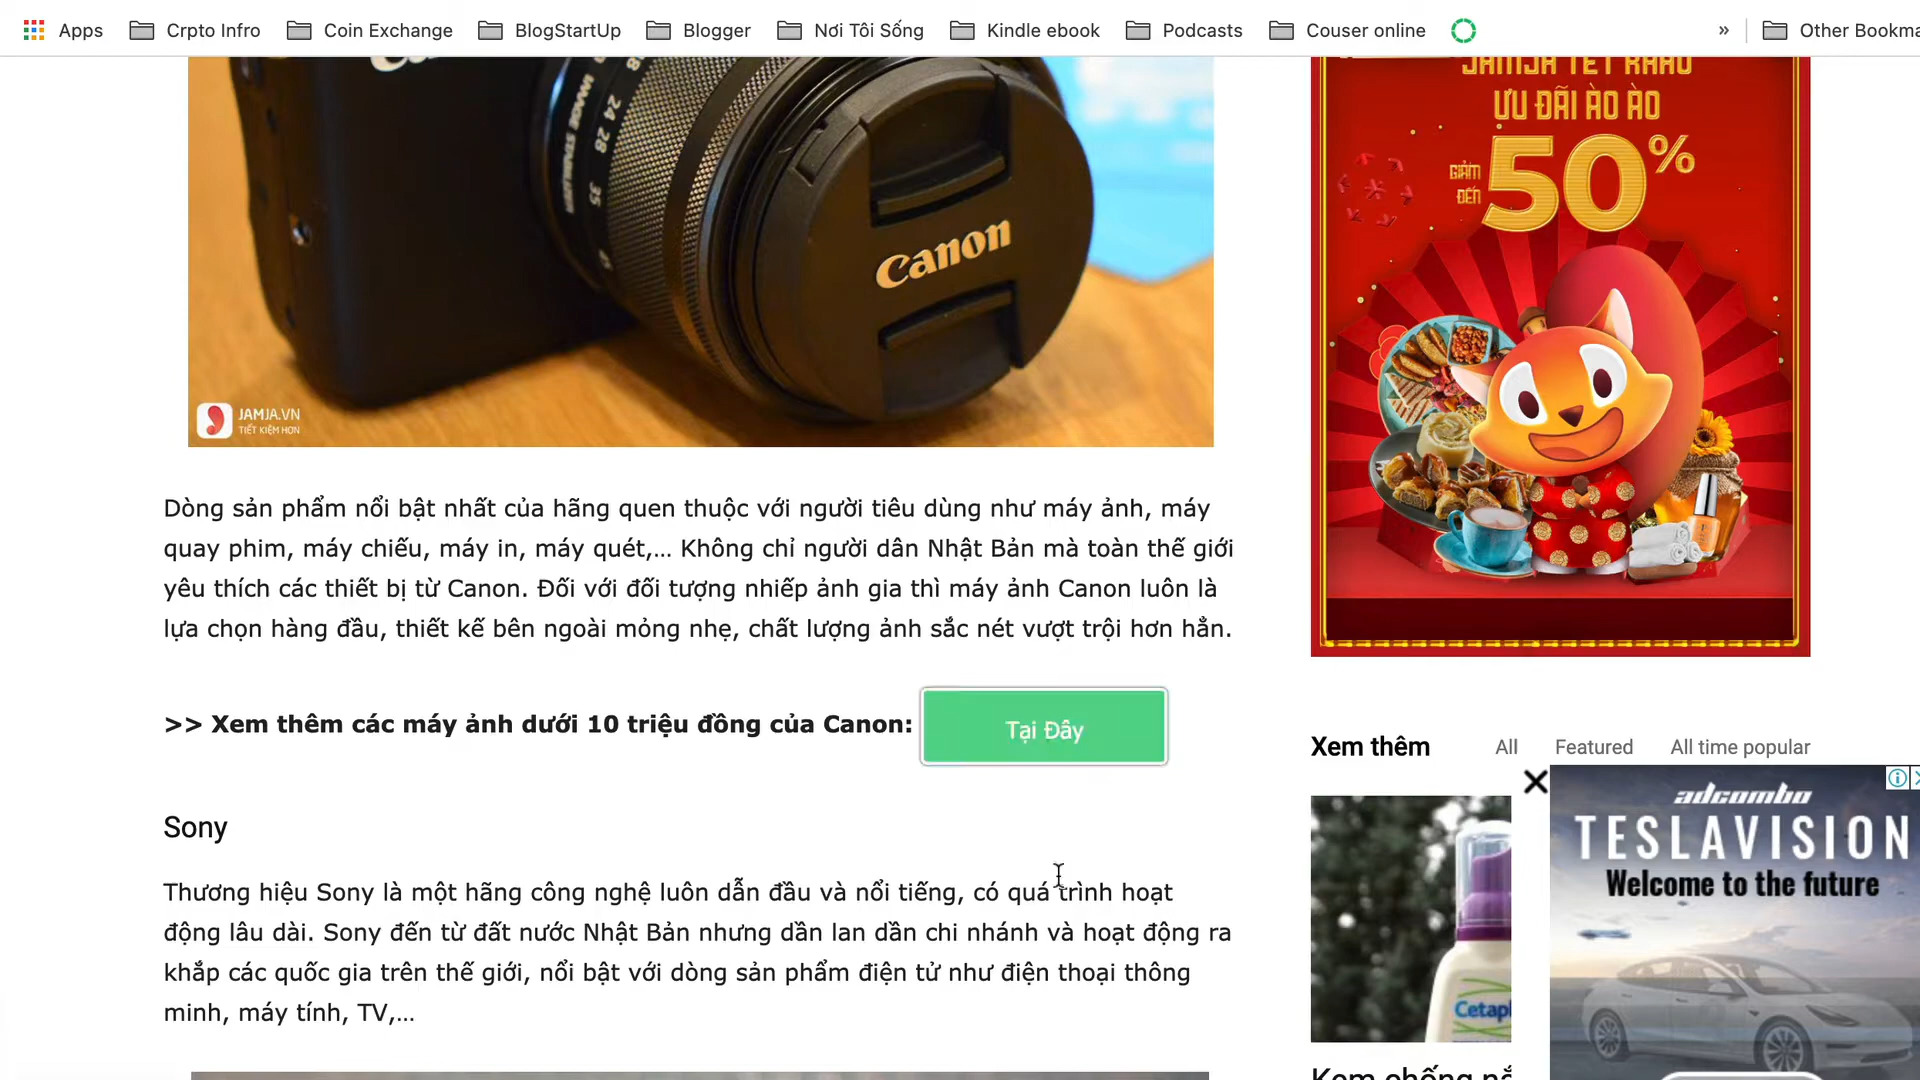 Apps Crpto Infro Coin Exchange BlogStartUp Blogger Nơi Tôi Sống Kindle ebook Podcasts Couser online » Other Bookma
24 28 35
IMAGE STABILIZER
Canon
JAMJA.VN
TIẾT KIỆM HƠN
Dòng sản phẩm nổi bật nhất của hãng quen thuộc với người tiêu dùng như máy ảnh, máy
quay phim, máy chiếu, máy in, máy quét,... Không chỉ người dân Nhật Bản mà toàn thế giới
yêu thích các thiết bị từ Canon. Đối với đối tượng nhiếp ảnh gia thì máy ảnh Canon luôn là
lựa chọn hàng đầu, thiết kế bên ngoài mỏng nhẹ, chất lượng ảnh sắc nét vượt trội hơn hẳn.
>> Xem thêm các máy ảnh dưới 10 triệu đồng của Canon: Tại Đây
Sony
Thương hiệu Sony là một hãng công nghệ luôn dẫn đầu và nổi tiếng, có quá trình hoạt
động lâu dài. Sony đến từ đất nước Nhật Bản nhưng dần lan dần chi nhánh và hoạt động ra
khắp các quốc gia trên thế giới, nổi bật với dòng sản phẩm điện tử như điện thoại thông
minh, máy tính, TV,...
ƯU ĐÃI ÀO ÀO
GIẢM
ĐẾN
50%
Xem thêm All Featured All time popular
Cetaph
adcombo
TESLAVISION
Welcome to the future